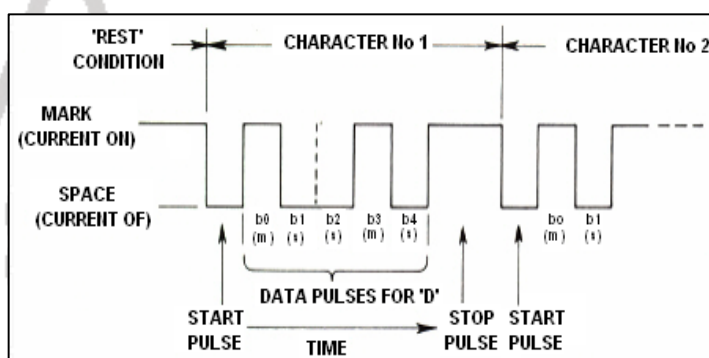 'REST'
CONDITION
CHARACTER No 1
CHARACTER No 2
MARK
(CURRENT ON)
SPACE
(CURRENT OF)
b0 b1 b2 b3 b4
(m) (s) (s) (m) (s)
bo b1
(m) (s)
DATA PULSES FOR 'D'
START
PULSE
TIME
STOP
PULSE
START
PULSE